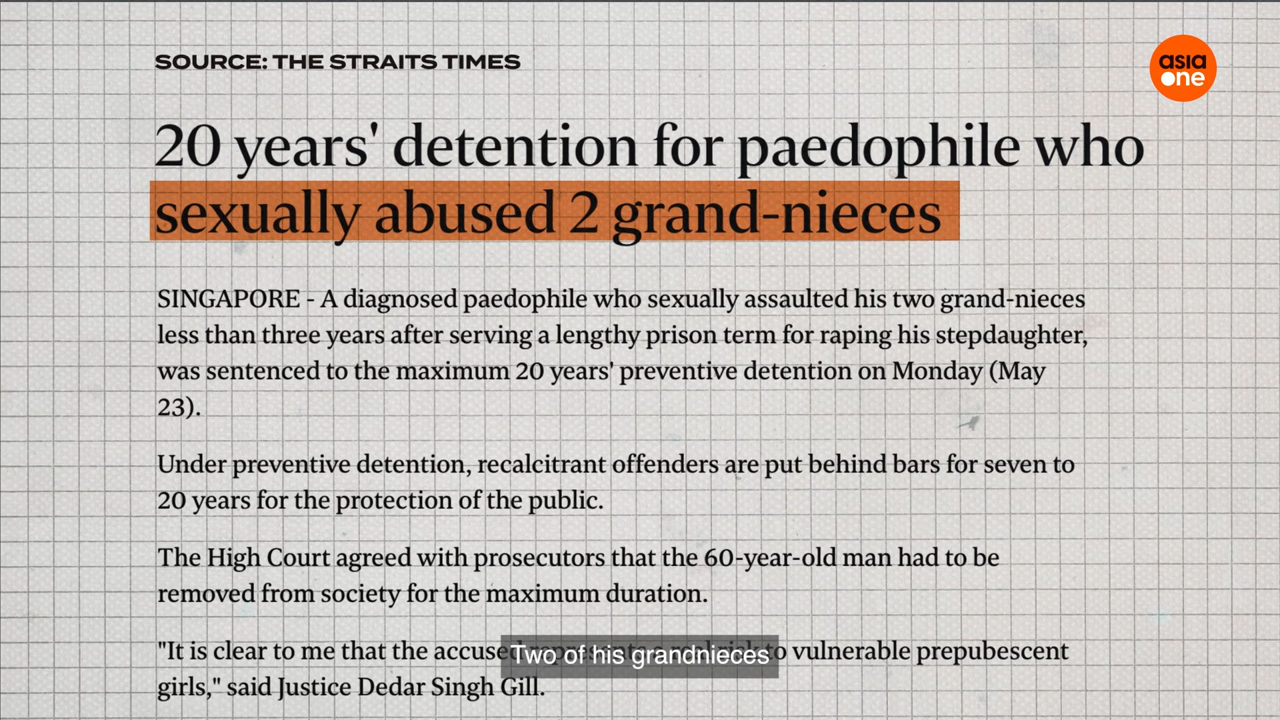 SOURCE: THE STRAITS TIMES
asia
one
20 years' detention for paedophile who
sexually abused 2 grand-nieces
SINGAPORE - A diagnosed paedophile who sexually assaulted his two grand-nieces
less than three years after serving a lengthy prison term for raping his stepdaughter,
was sentenced to the maximum 20 years' preventive detention on Monday (May
23).
Under preventive detention, recalcitrant offenders are put behind bars for seven to
20 years for the protection of the public.
The High Court agreed with prosecutors that the 60-year-old man had to be
removed from society for the maximum duration.
"It is clear to me that the accused to vulnerable prepubescent
Two of his grandnieces
girls," said Justice Dedar Singh Gill.